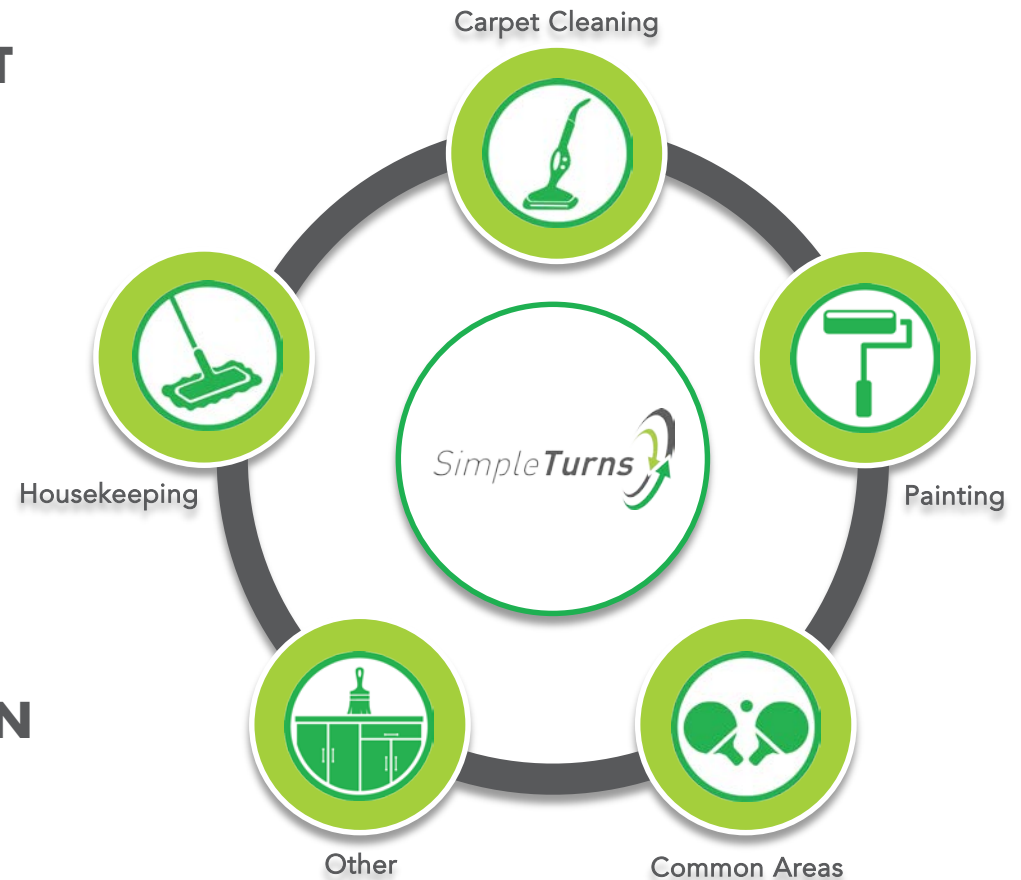 Carpet Cleaning
T
SimpleTurns
Housekeeping
Painting
N
Other
Common Areas